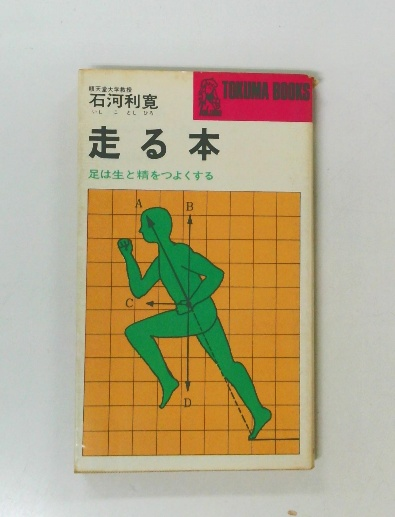 順天堂大学教授
石河利寛
いし こ とし ひろ
TOKUMA BOOKS
走る本
足は生と精をつよくする
A
B
C
D